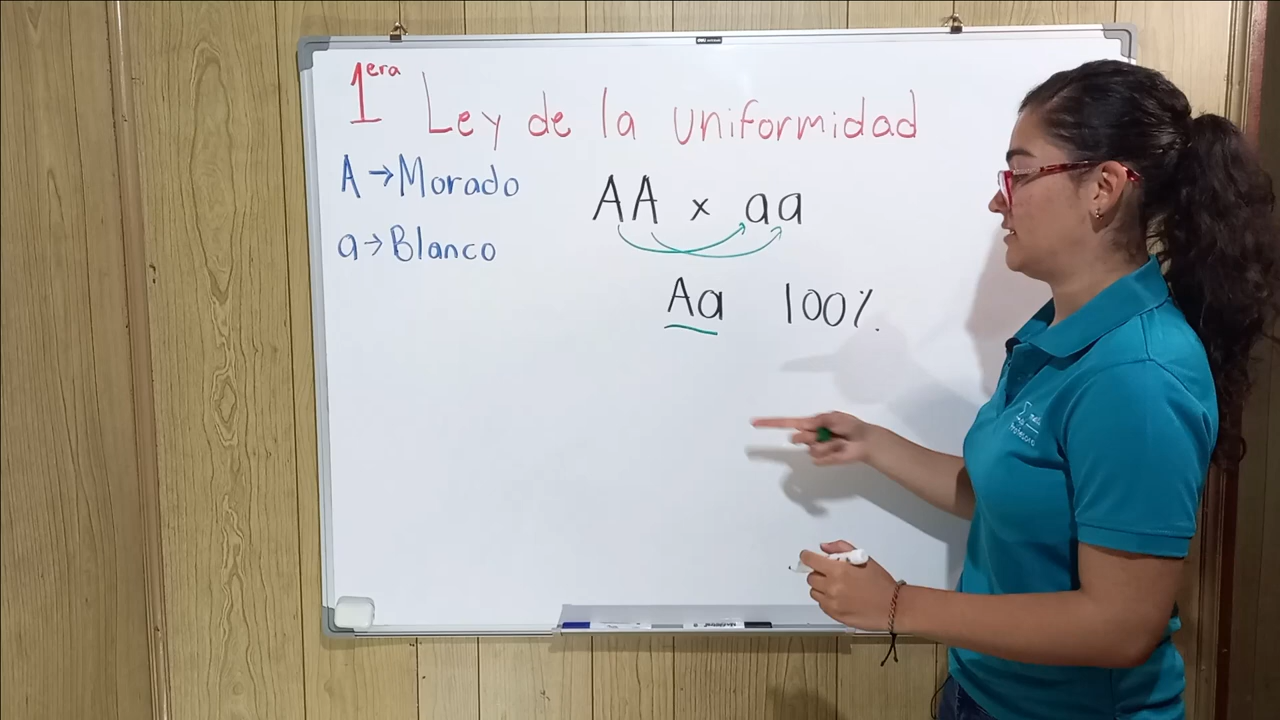 1era Ley de la uniformidad
A → Morado
AA x aa
a → Blanco
Aa 100%